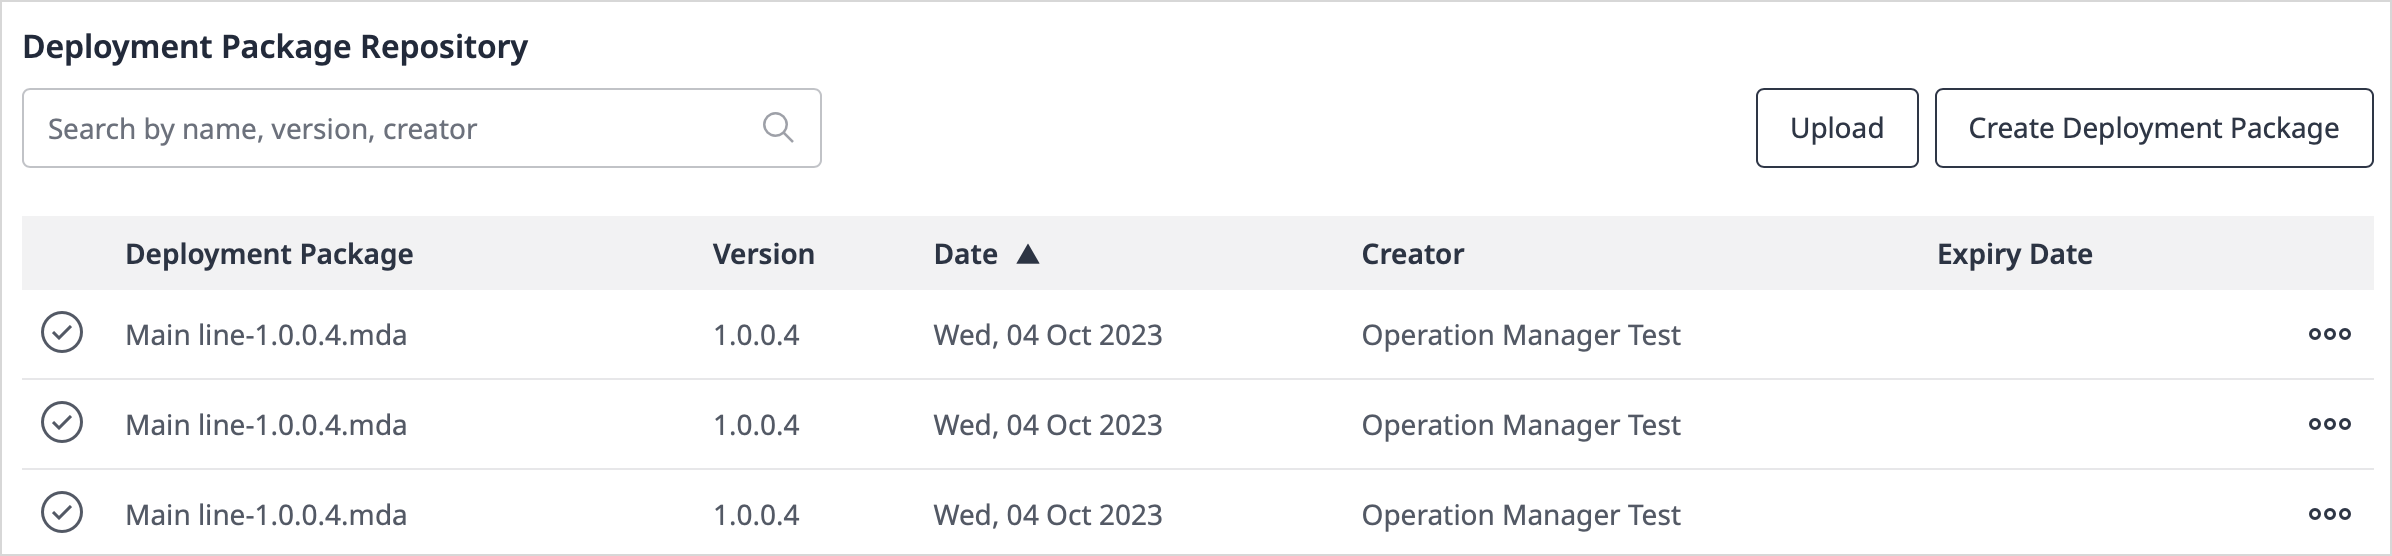 Deployment Package Repository
Search by name, version, creator
Upload
Create Deployment Package
Deployment Package Version Date Creator Expiry Date
Main line-1.0.0.4.mda 1.0.0.4 Wed, 04 Oct 2023 Operation Manager Test
Main line-1.0.0.4.mda 1.0.0.4 Wed, 04 Oct 2023 Operation Manager Test
Main line-1.0.0.4.mda 1.0.0.4 Wed, 04 Oct 2023 Operation Manager Test